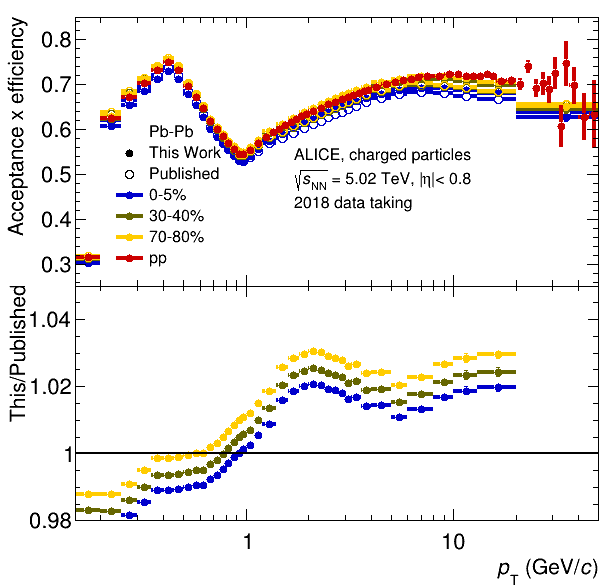 Acceptance x efficiency
0.8
0.7
0.6
0.5
0.4
0.3
Pb-Pb
This Work
Published
0-5%
30-40%
70-80%
pp
ALICE, charged particles
√sNN = 5.02 TeV, |η|< 0.8
2018 data taking
This/Published
1.04
1.02
1
0.98
1
10
pT (GeV/c)